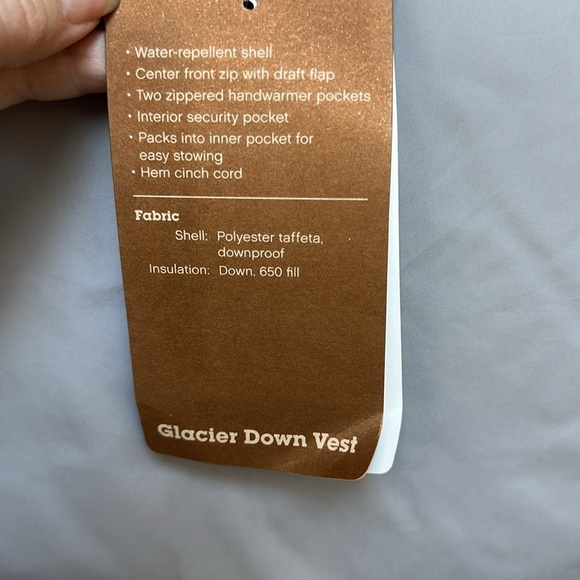 • Water-repellent shell
• Center front zip with draft flap
• Two zippered handwarmer pockets
• Interior security pocket
• Packs into inner pocket for
easy stowing
• Hem cinch cord
Fabric
Shell: Polyester taffeta,
downproof
Insulation: Down, 650 fill
Glacier Down Vest